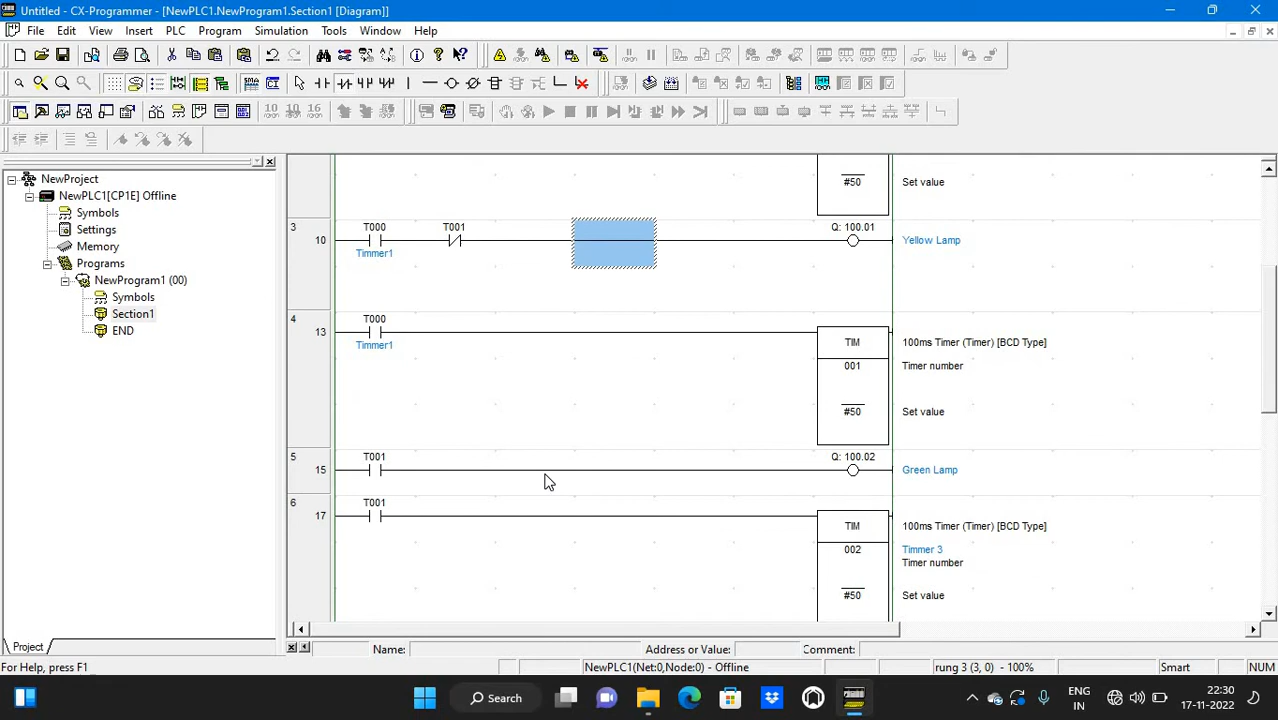 Untitled - CX-Programmer - [NewPLC1.NewProgram1.Section1 [Diagram]]
File Edit View Insert PLC Program Simulation Tools Window Help
10 10 16
NewProject
NewPLC1[CP1E] Offline
Symbols
Settings
Memory
Programs
NewProgram1 (00)
Symbols
Section1
END
Project
#50 Set value
3 T000 T001 Q: 100.01
10 Yellow Lamp
Timmer1
4 T000
13 TIM 100ms Timer (Timer) [BCD Type]
Timmer1
001 Timer number
#50 Set value
5 T001 Q: 100.02
15 Green Lamp
6 T001
17 TIM 100ms Timer (Timer) [BCD Type]
002 Timmer 3
Timer number
#50 Set value
Name: Address or Value: Comment:
For Help, press F1 NewPLC1(Net:0,Node:0) - Offline rung 3 (3, 0) - 100% Smart NUM
Search
ENG
IN
22:30
17-11-2022